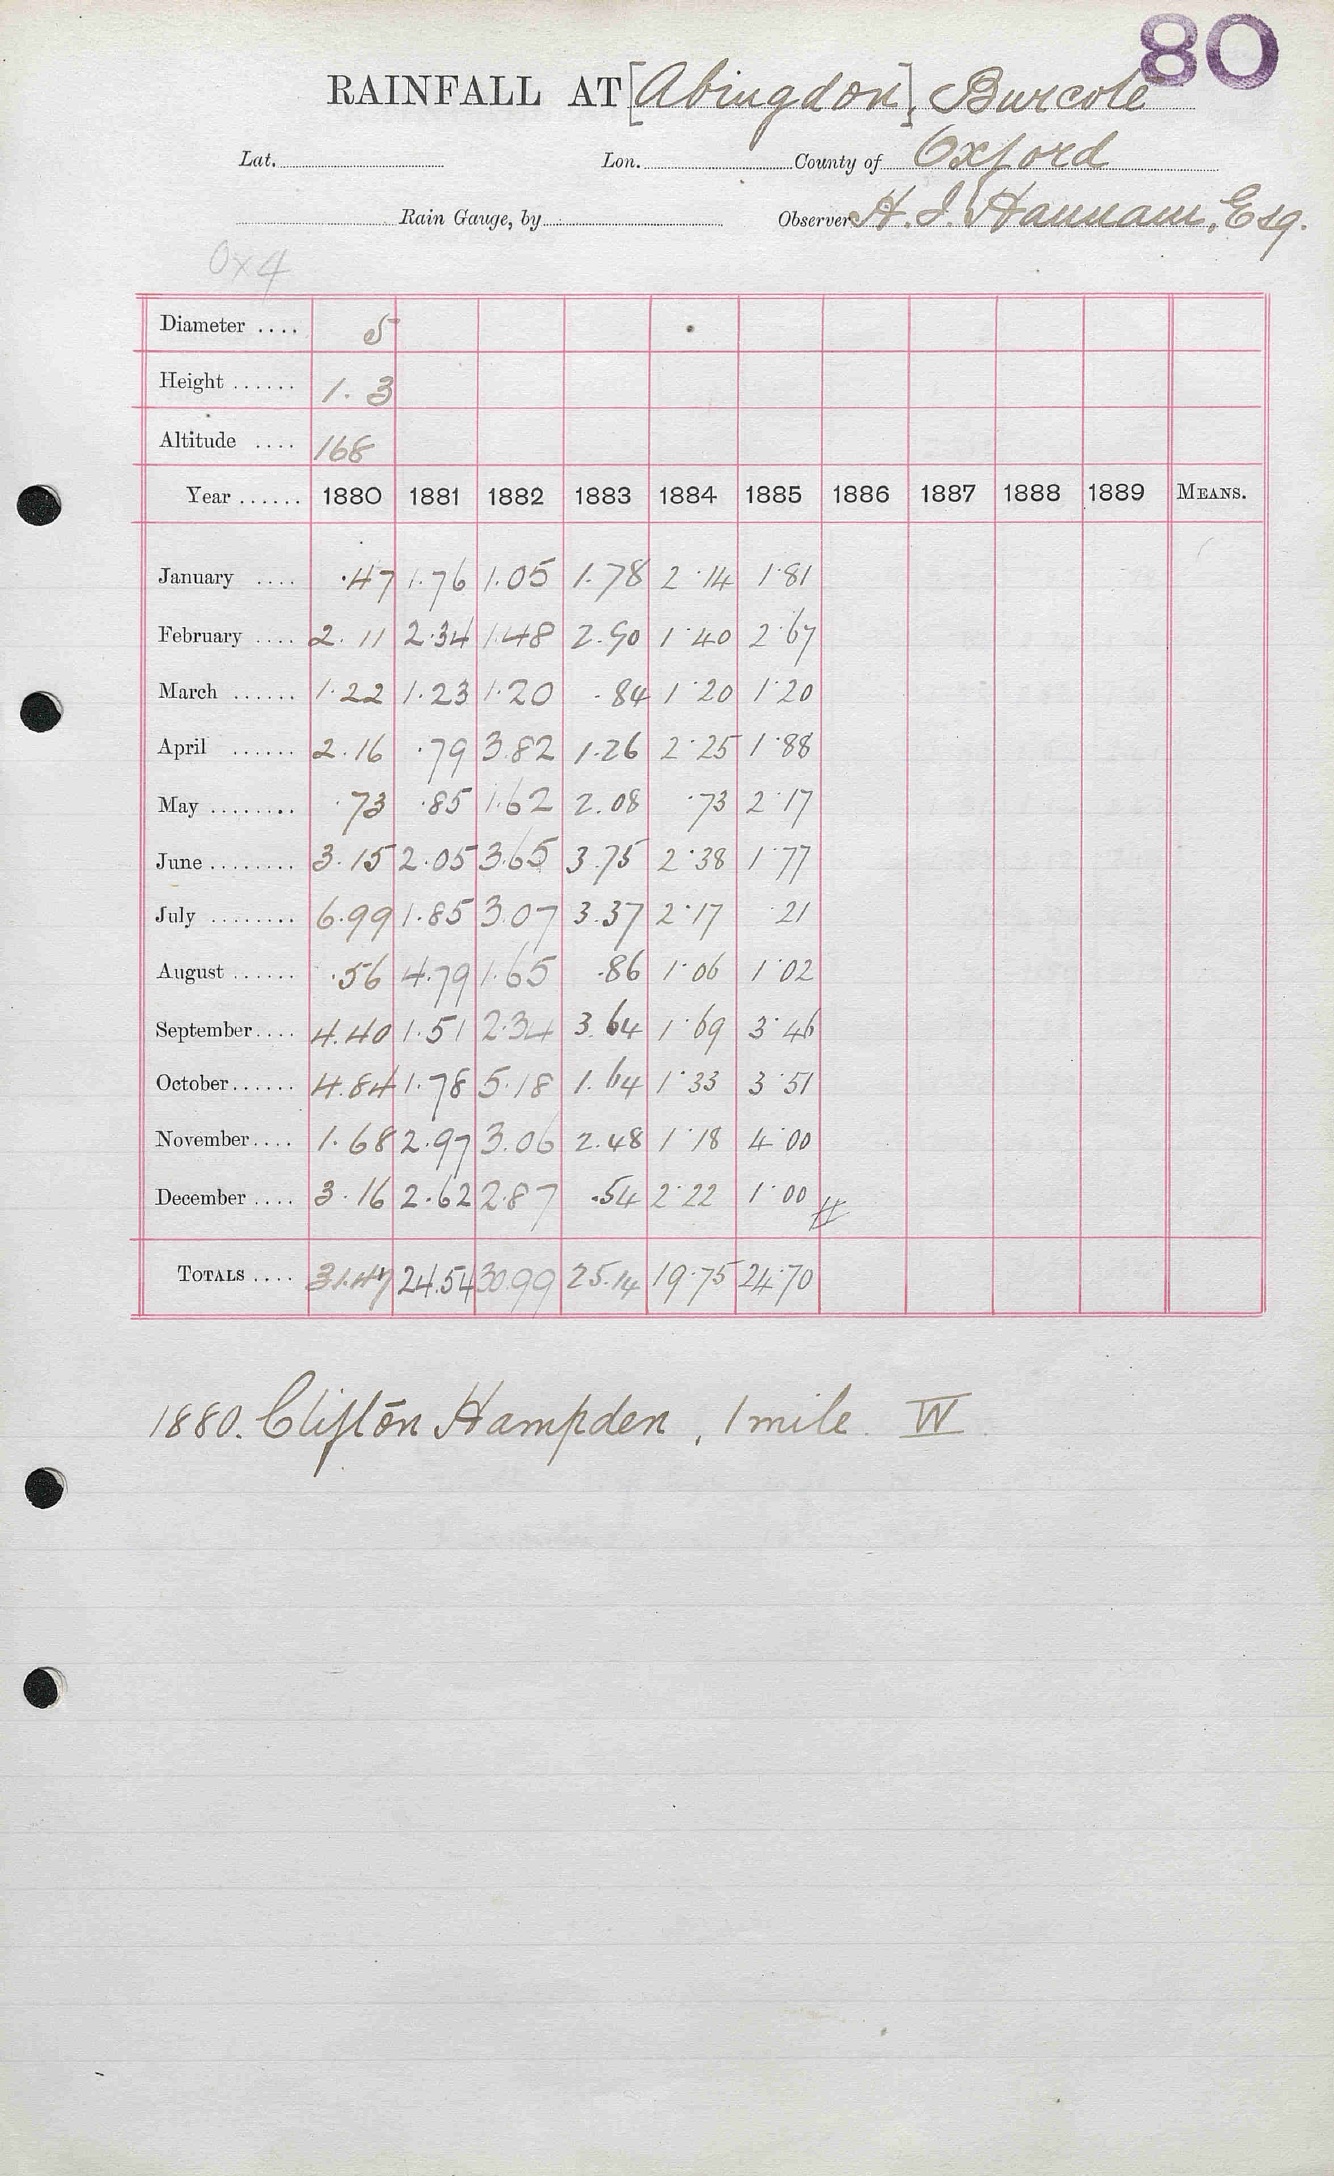 80
RAINFALL AT [Abingdon], Burcote
Lat. Lon. County of Oxford
Rain Gauge, by Observer H. J. Hannam, Esq.
Ox4
Diameter .... 5
Height ...... 1. 3
Altitude .... 168
Year ...... 1880 1881 1882 1883 1884 1885 1886 1887 1888 1889 MEANS.
January .... .47 1.76 1.05 1.78 2.14 1.81
February .... 2.11 2.34 1.48 2.90 1.40 2.67
March ...... 1.22 1.23 1.20 .84 1.20 1.20
April ...... 2.16 .79 3.82 1.26 2.25 1.88
May ........ .73 .85 1.62 2.08 .73 2.17
June ........ 3.15 2.05 3.65 3.75 2.38 1.77
July ........ 6.99 1.85 3.07 3.37 2.17 .21
August ...... .56 4.79 1.65 .86 1.06 1.02
September .... 4.40 1.51 2.34 3.64 1.69 3.46
October ...... 4.84 1.78 5.18 1.64 1.33 3.51
November .... 1.68 2.97 3.06 2.48 1.18 4.00
December .... 3.16 2.62 2.87 .54 2.22 1.00
TOTALS .... 31.47 24.54 30.99 25.14 19.75 24.70
1880. Clifton Hampden, 1 mile W